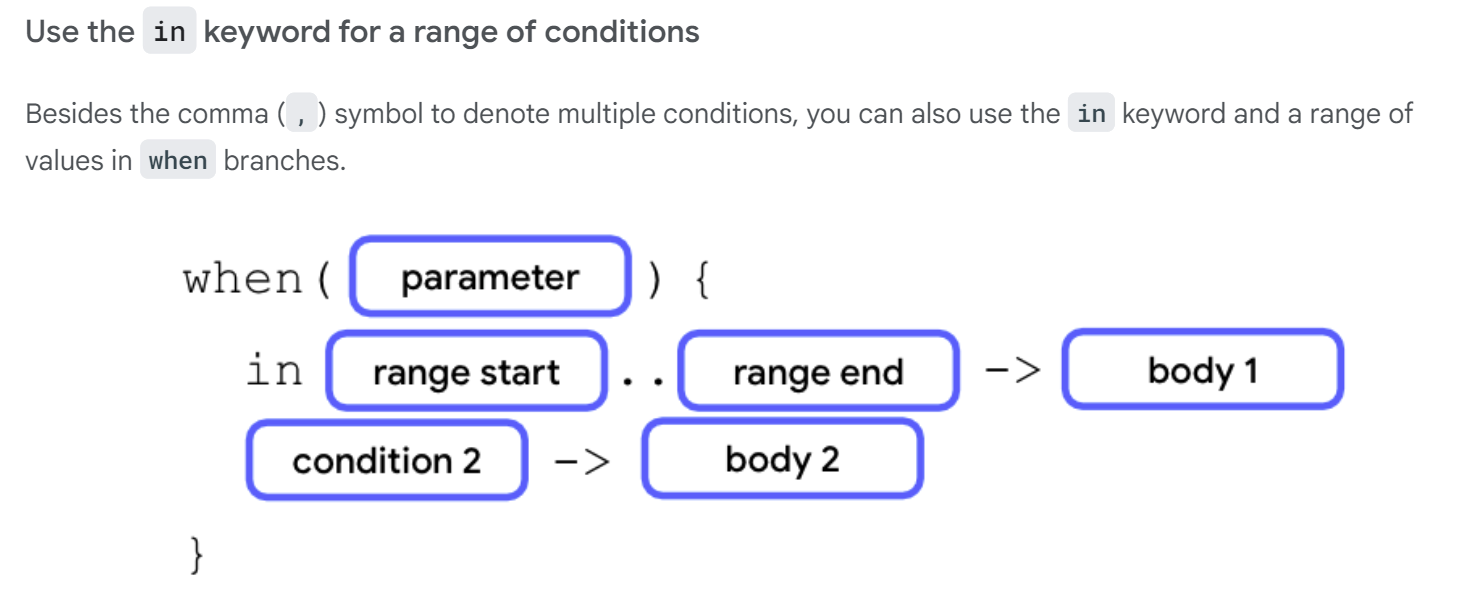 Use the in keyword for a range of conditions
Besides the comma ( , ) symbol to denote multiple conditions, you can also use the in keyword and a range of
values in when branches.
when ( parameter ) {
in range start .. range end -> body 1
condition 2 -> body 2
}